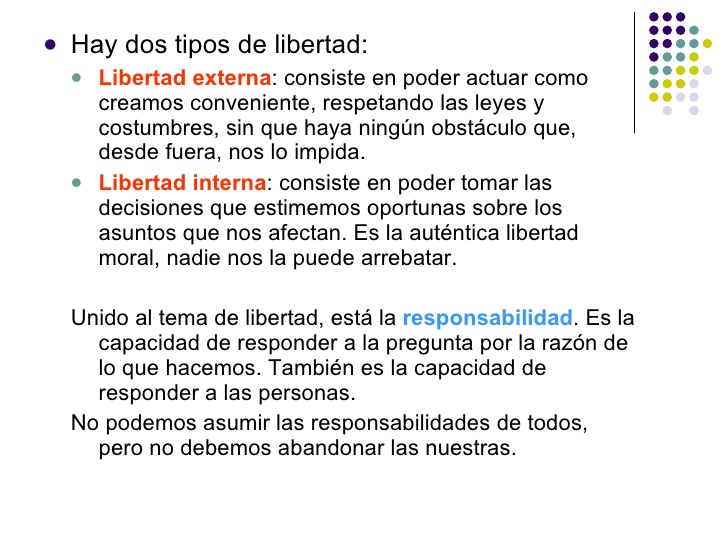 Hay dos tipos de libertad:
Libertad externa: consiste en poder actuar como
creamos conveniente, respetando las leyes y
costumbres, sin que haya ningún obstáculo que,
desde fuera, nos lo impida.
Libertad interna: consiste en poder tomar las
decisiones que estimemos oportunas sobre los
asuntos que nos afectan. Es la auténtica libertad
moral, nadie nos la puede arrebatar.
Unido al tema de libertad, está la responsabilidad. Es la
capacidad de responder a la pregunta por la razón de
lo que hacemos. También es la capacidad de
responder a las personas.
No podemos asumir las responsabilidades de todos,
pero no debemos abandonar las nuestras.